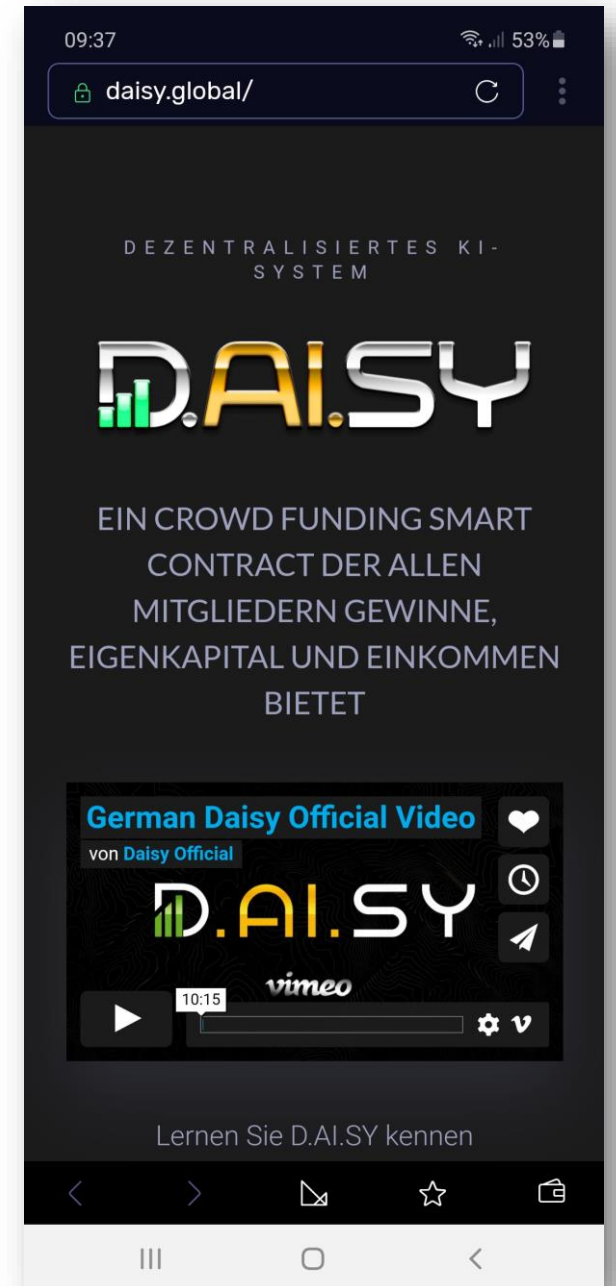 09:37
53%
daisy.global/
DEZENTRALISIERTES KI-
SYSTEM
D.AI.SY
EIN CROWD FUNDING SMART
CONTRACT DER ALLEN
MITGLIEDERN GEWINNE,
EIGENKAPITAL UND EINKOMMEN
BIETET
German Daisy Official Video
von Daisy Official
D.AI.SY
vimeo
10:15
Lernen Sie D.AI.SY kennen